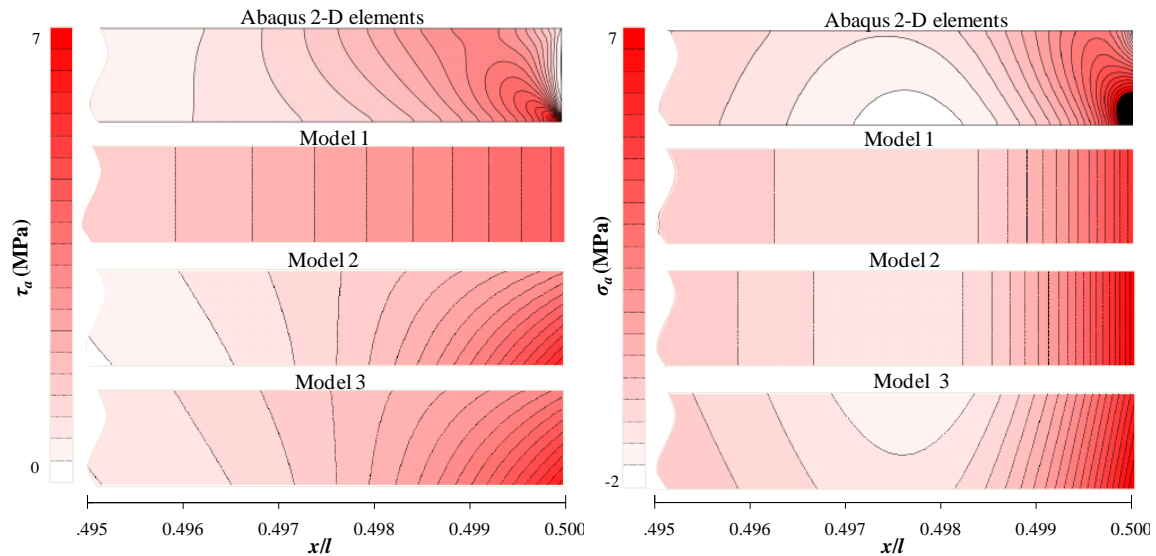 Abaqus 2-D elements
7
Model 1
τa (MPa)
Model 2
Model 3
0
.495 0.496 0.497 0.498 0.499 0.500
x/l
Abaqus 2-D elements
7
Model 1
σa (MPa)
Model 2
Model 3
-2
.495 0.496 0.497 0.498 0.499 0.500
x/l